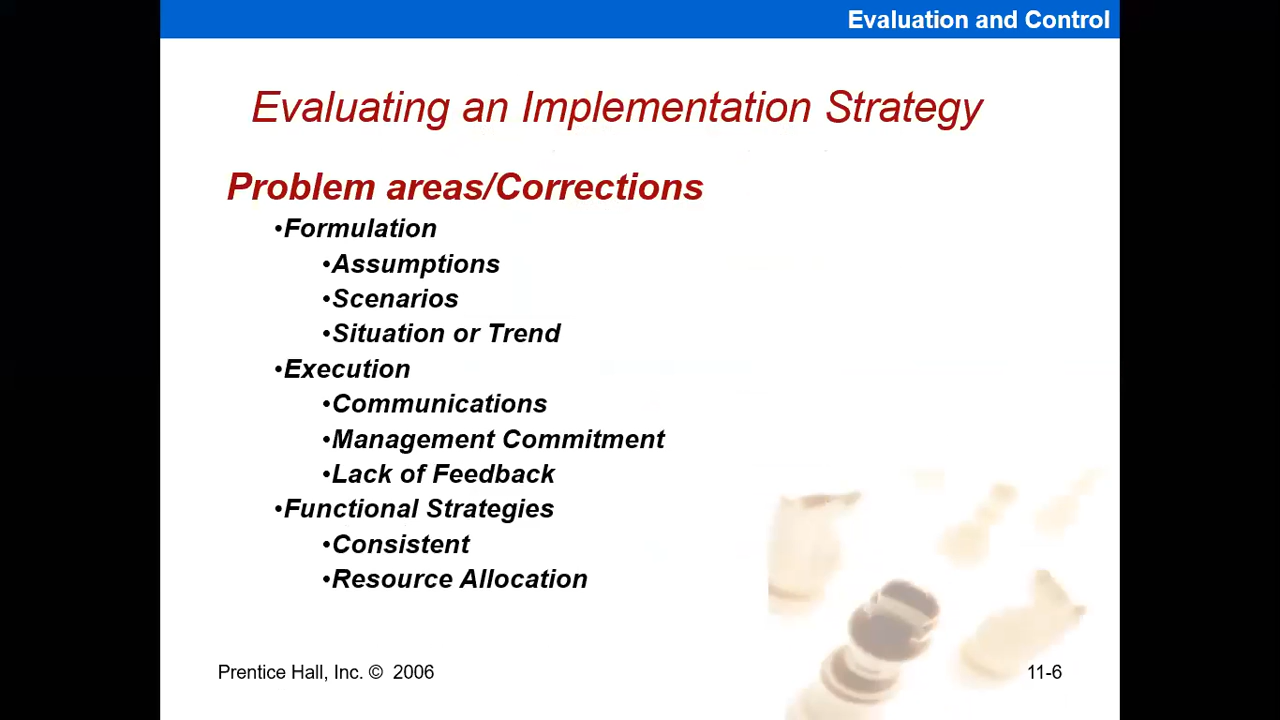 Evaluation and Control
Evaluating an Implementation Strategy
Problem areas/Corrections
•Formulation
•Assumptions
•Scenarios
•Situation or Trend
•Execution
•Communications
•Management Commitment
•Lack of Feedback
•Functional Strategies
•Consistent
•Resource Allocation
Prentice Hall, Inc. © 2006
11-6